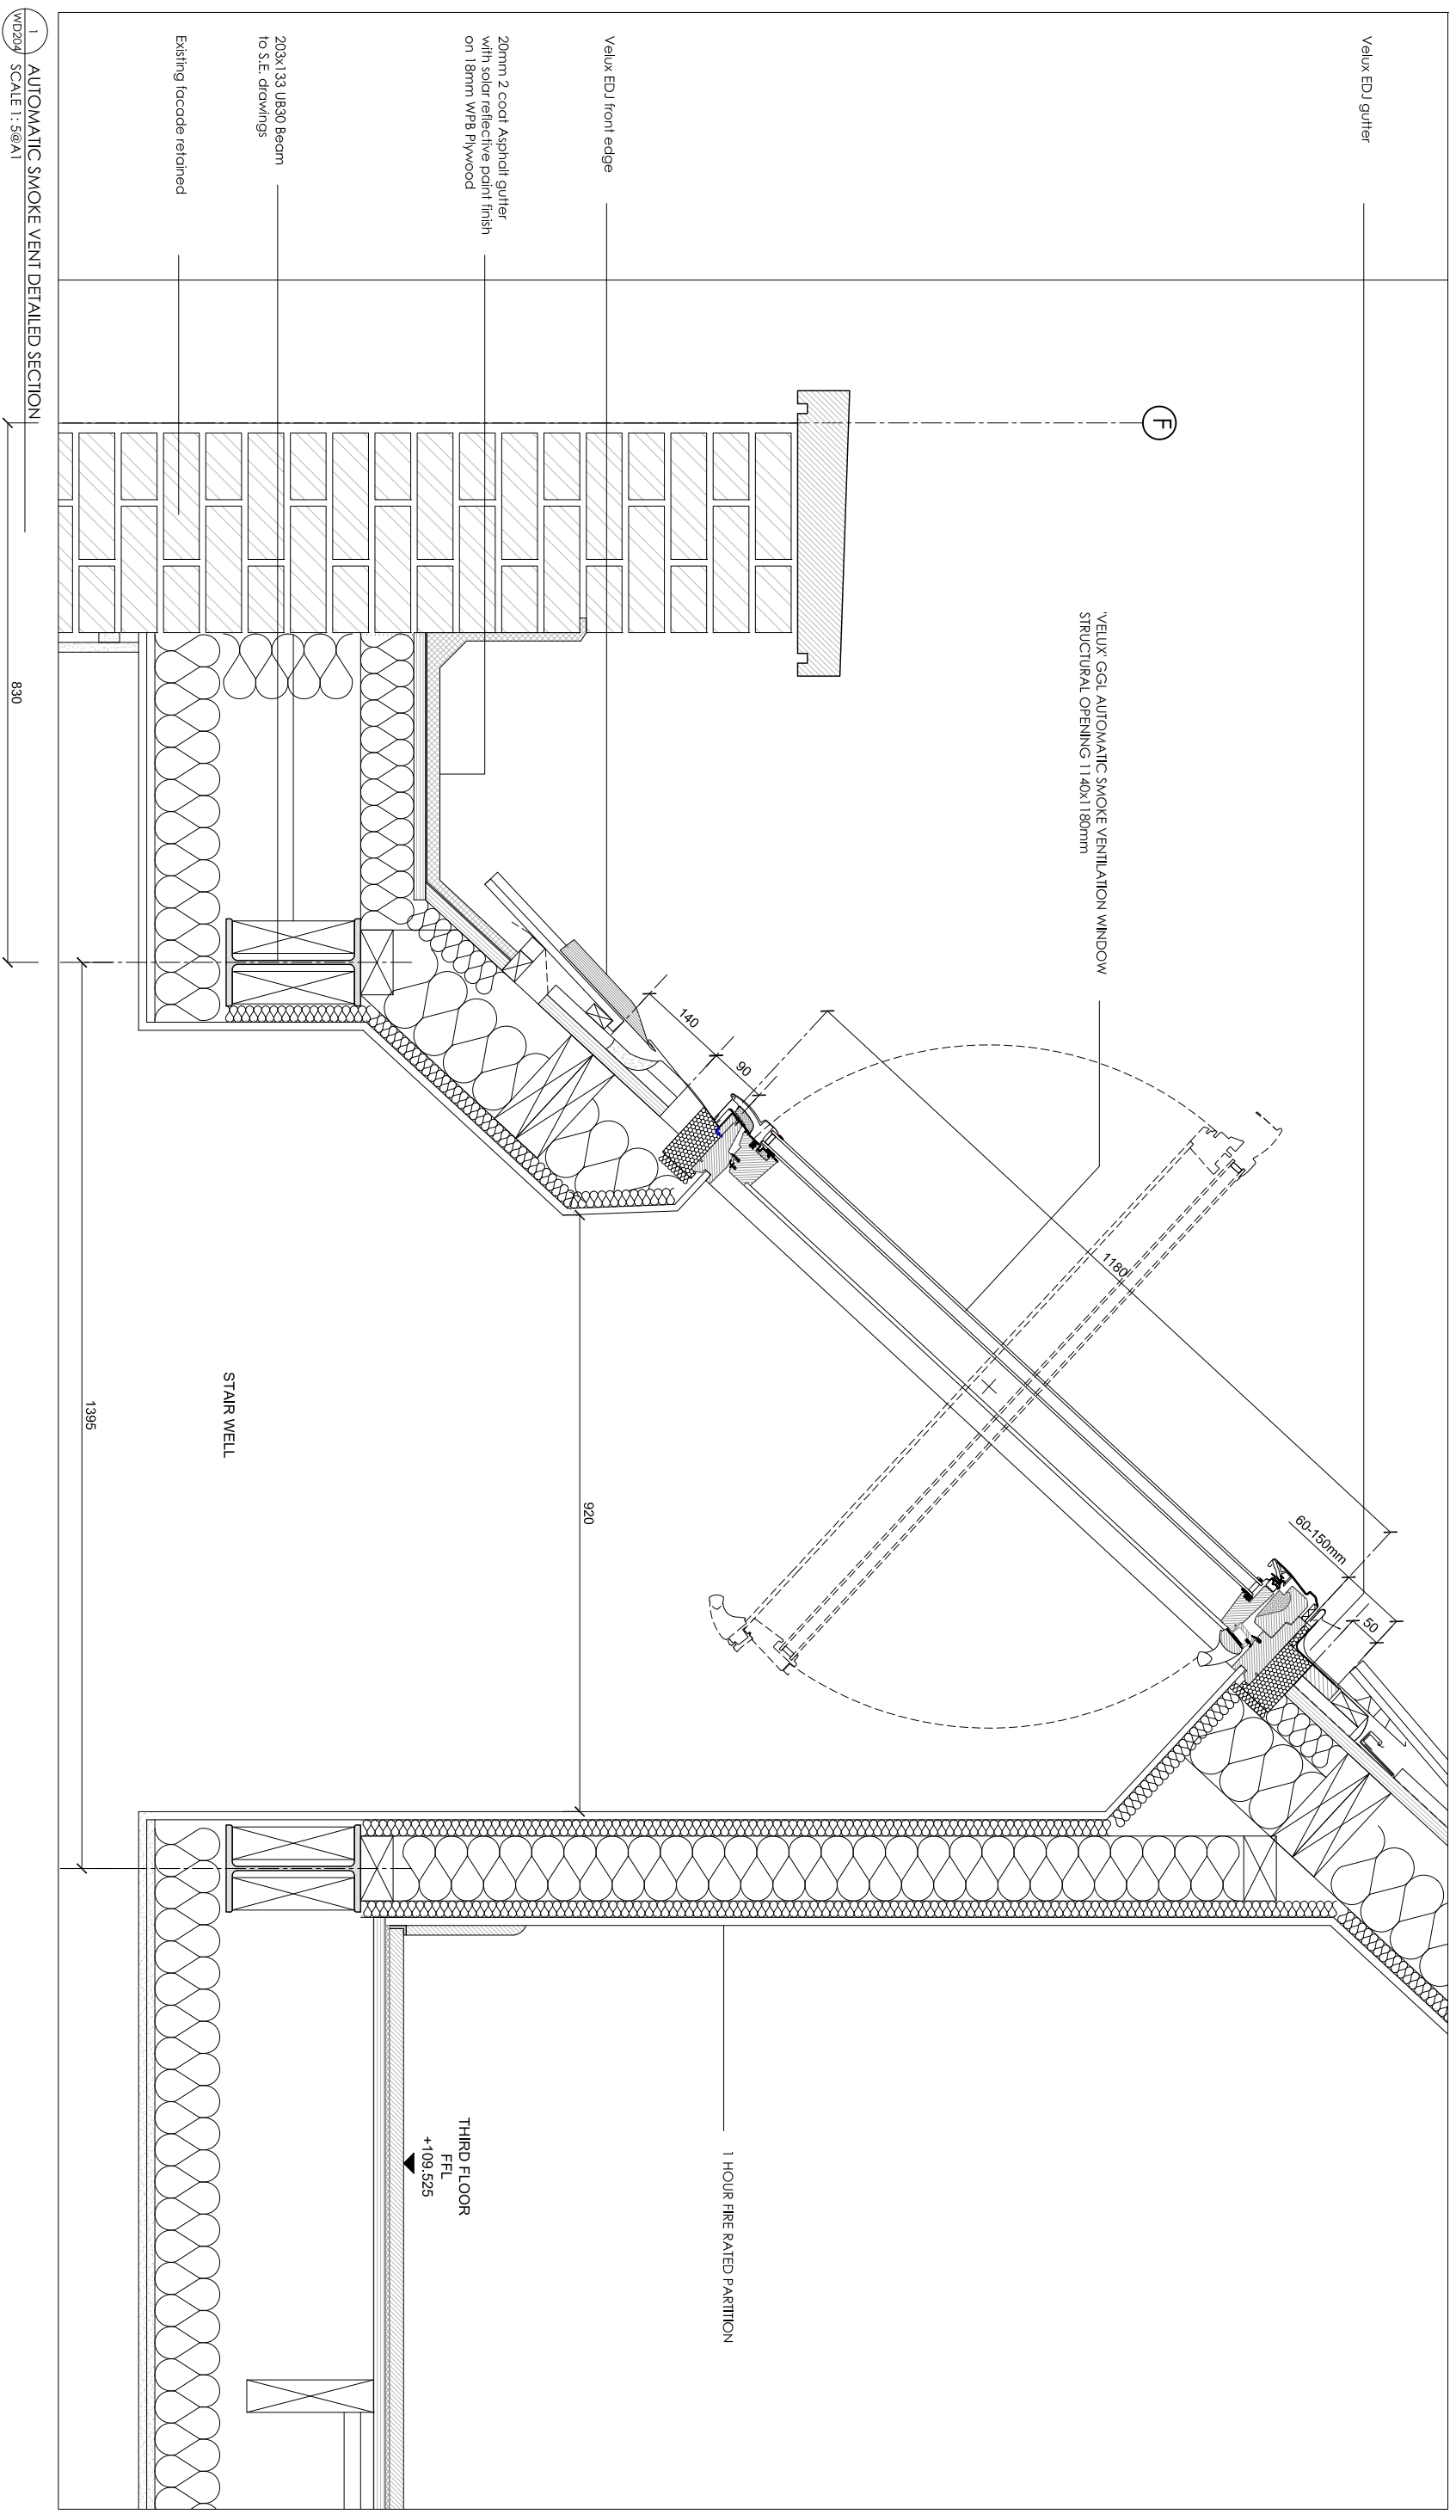 Velux EDJ gutter
F
'VELUX' GGL AUTOMATIC SMOKE VENTILATION WINDOW
STRUCTURAL OPENING 1140x1180mm
60-150mm
50
1180
Velux EDJ front edge
140
90
20mm 2 coat Asphalt gutter
with solar reflective paint finish
on 18mm WPB Plywood
920
1 HOUR FIRE RATED PARTITION
203x133 UB30 Beam
to S.E. drawings
THIRD FLOOR
FFL
+109.525
STAIR WELL
Existing facade retained
1395
830
1
WD204
AUTOMATIC SMOKE VENT DETAILED SECTION
SCALE 1: 5@A1